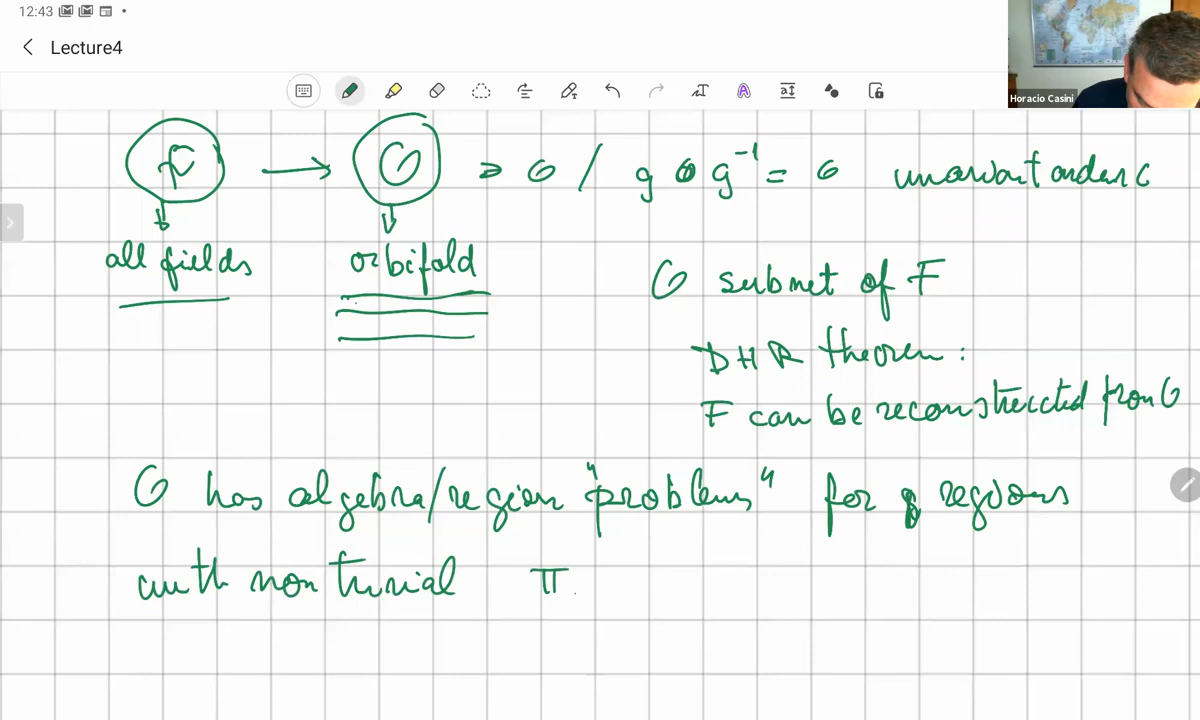 12:43
Lecture4
Horacio Casini
F → O ∋ O / g O g⁻¹ = O invariant under G
all fields orbifold
O subnet of F
DHR theorem:
F can be reconstructed from O
O has algebra/region "problems" for regions
with non trivial π